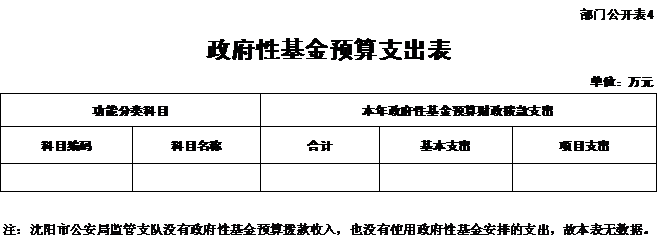 部门公开表4
政府性基金预算支出表
单位：万元
功能分类科目 本年政府性基金预算财政拨款支出
科目编码 科目名称 合计 基本支出 项目支出
注：沈阳市公安局监管支队没有政府性基金预算拨款收入，也没有使用政府性基金安排的支出，故本表无数据。